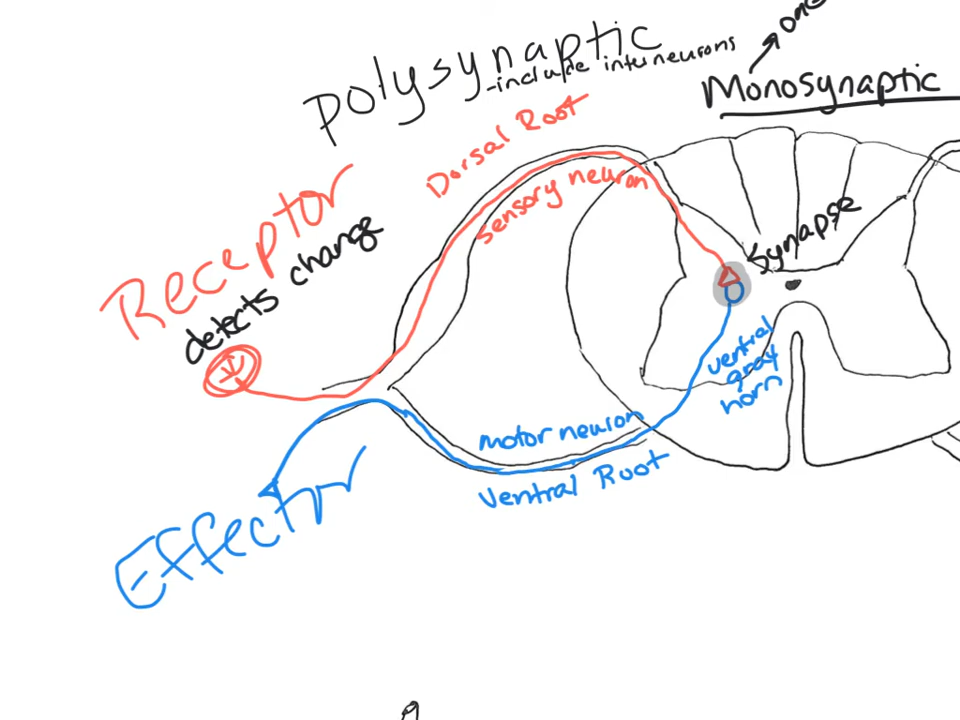 one
polysynaptic
-include interneurons
Monosynaptic
Dorsal Root
sensory neuron
Receptor
detects change
Synapse
ventral
gray
horn
motor neuron
Ventral Root
Effector